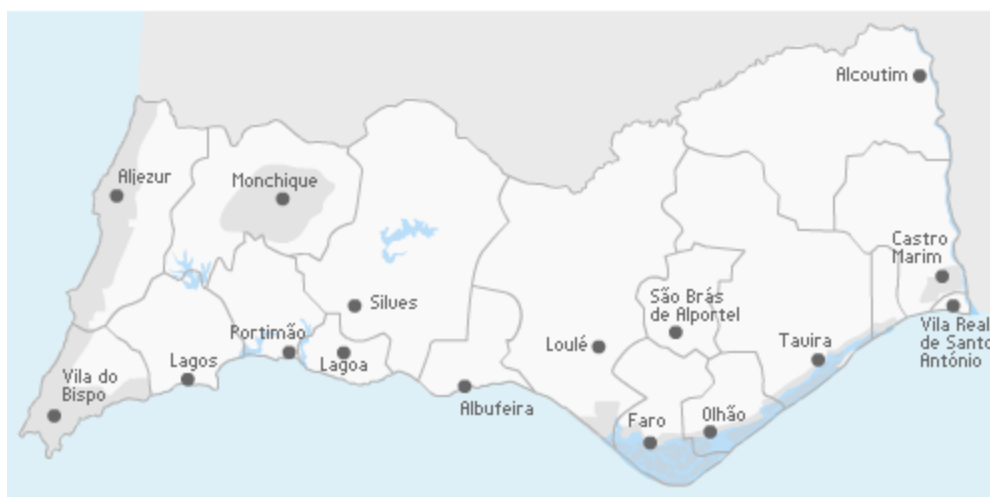 Alcoutim
Aljezur
Monchique
Castro
Marim
São Brás
de Alportel
Silves
Vila Real
de Santo
António
Portimão
Loulé
Tavira
Lagos
Lagoa
Vila do
Bispo
Albufeira
Faro
Olhão